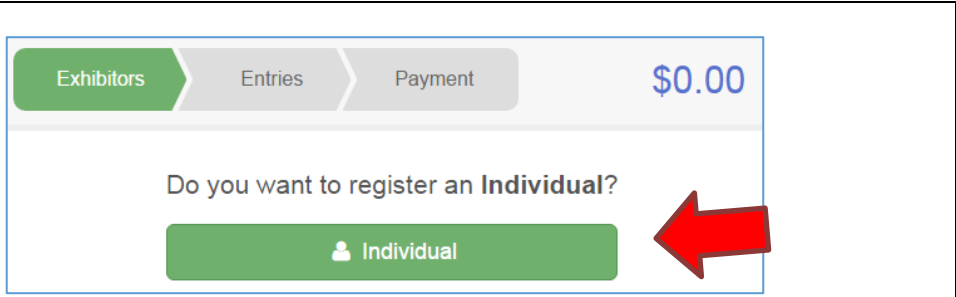 Exhibitors Entries Payment $0.00
Do you want to register an Individual?
Individual